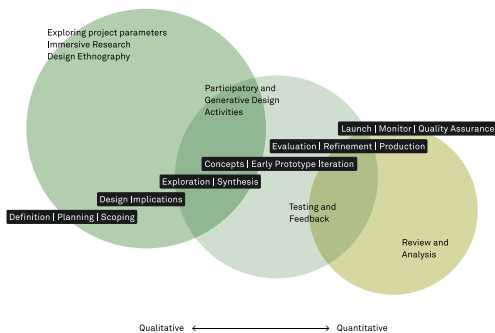 Exploring project parameters
Immersive Research
Design Ethnography
Participatory and
Generative Design
Activities
Launch | Monitor | Quality Assurance
Evaluation | Refinement | Production
Concepts | Early Prototype Iteration
Exploration | Synthesis
Design Implications
Definition | Planning | Scoping
Testing and
Feedback
Review and
Analysis
Qualitative
Quantitative